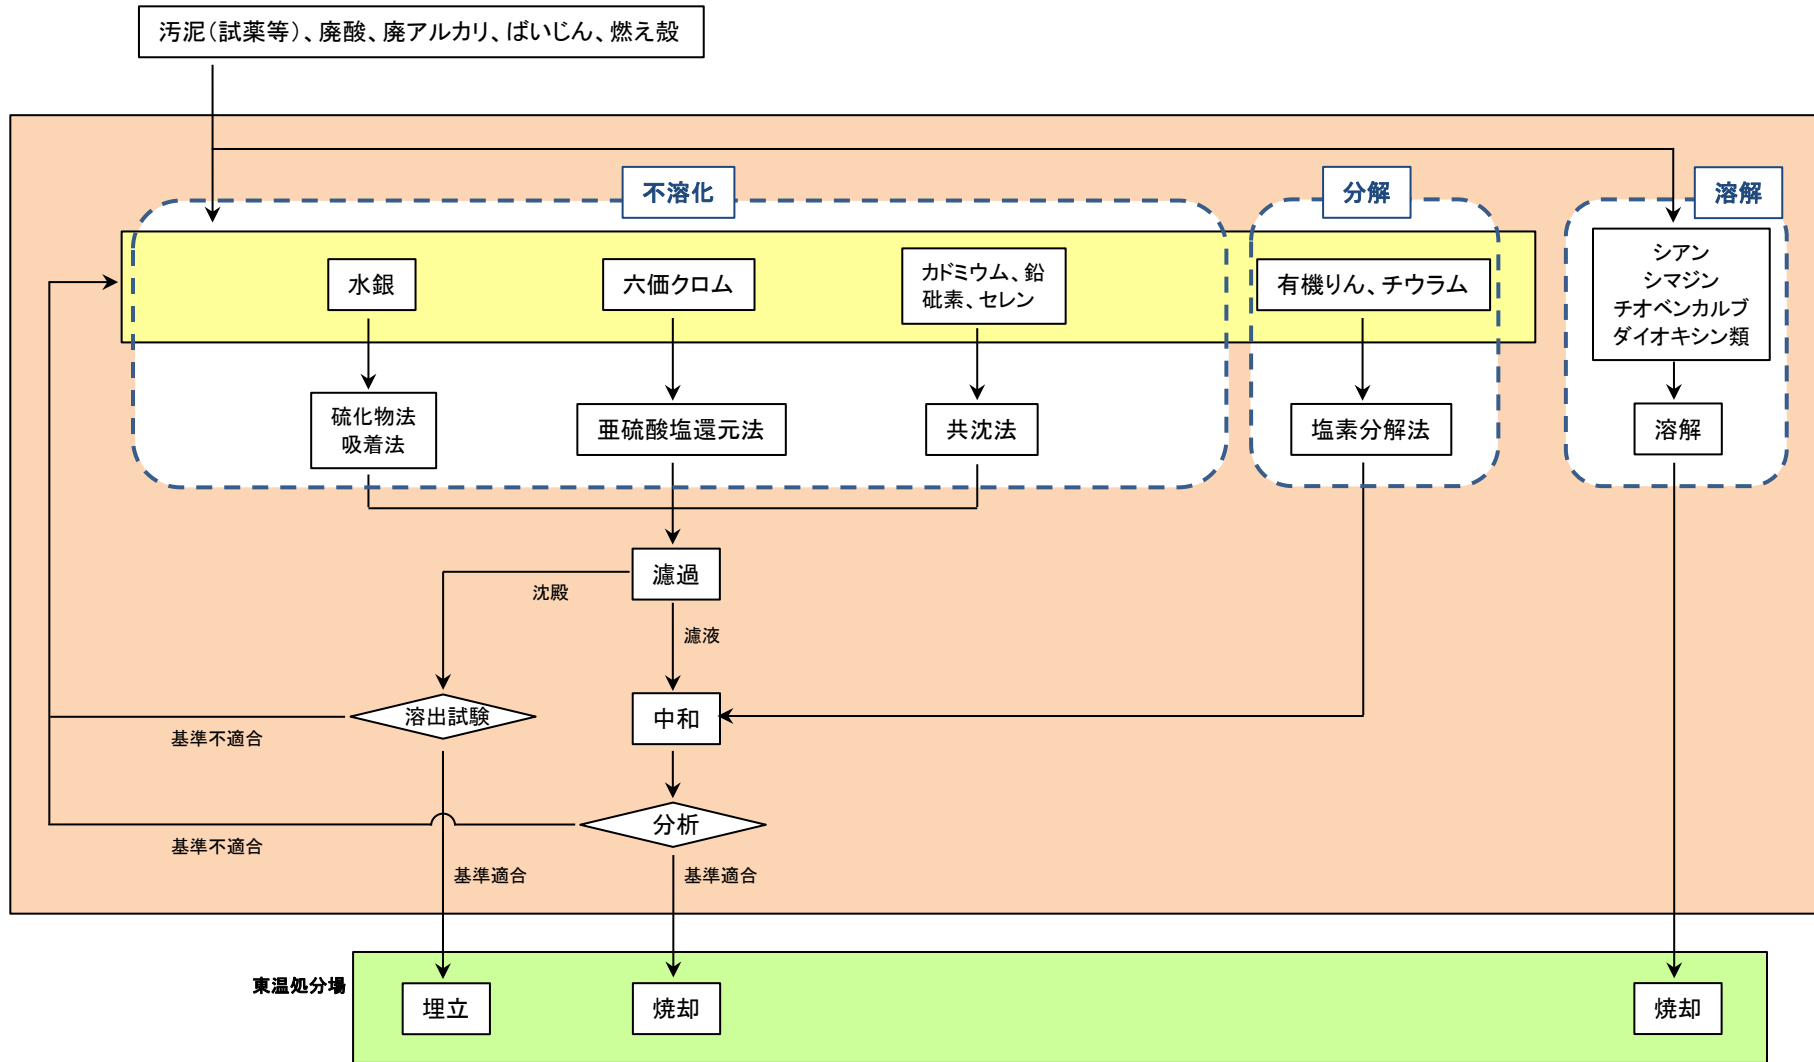 汚泥（試薬等）、廃酸、廃アルカリ、ばいじん、燃え殻
不溶化
分解
溶解
水銀
六価クロム
カドミウム、鉛
砒素、セレン
有機りん、チウラム
シアン
シマジン
チオベンカルブ
ダイオキシン類
硫化物法
吸着法
亜硫酸塩還元法
共沈法
塩素分解法
溶解
濾過
沈殿
濾液
溶出試験
中和
基準不適合
分析
基準不適合
基準適合
基準適合
東温処分場
埋立
焼却
焼却